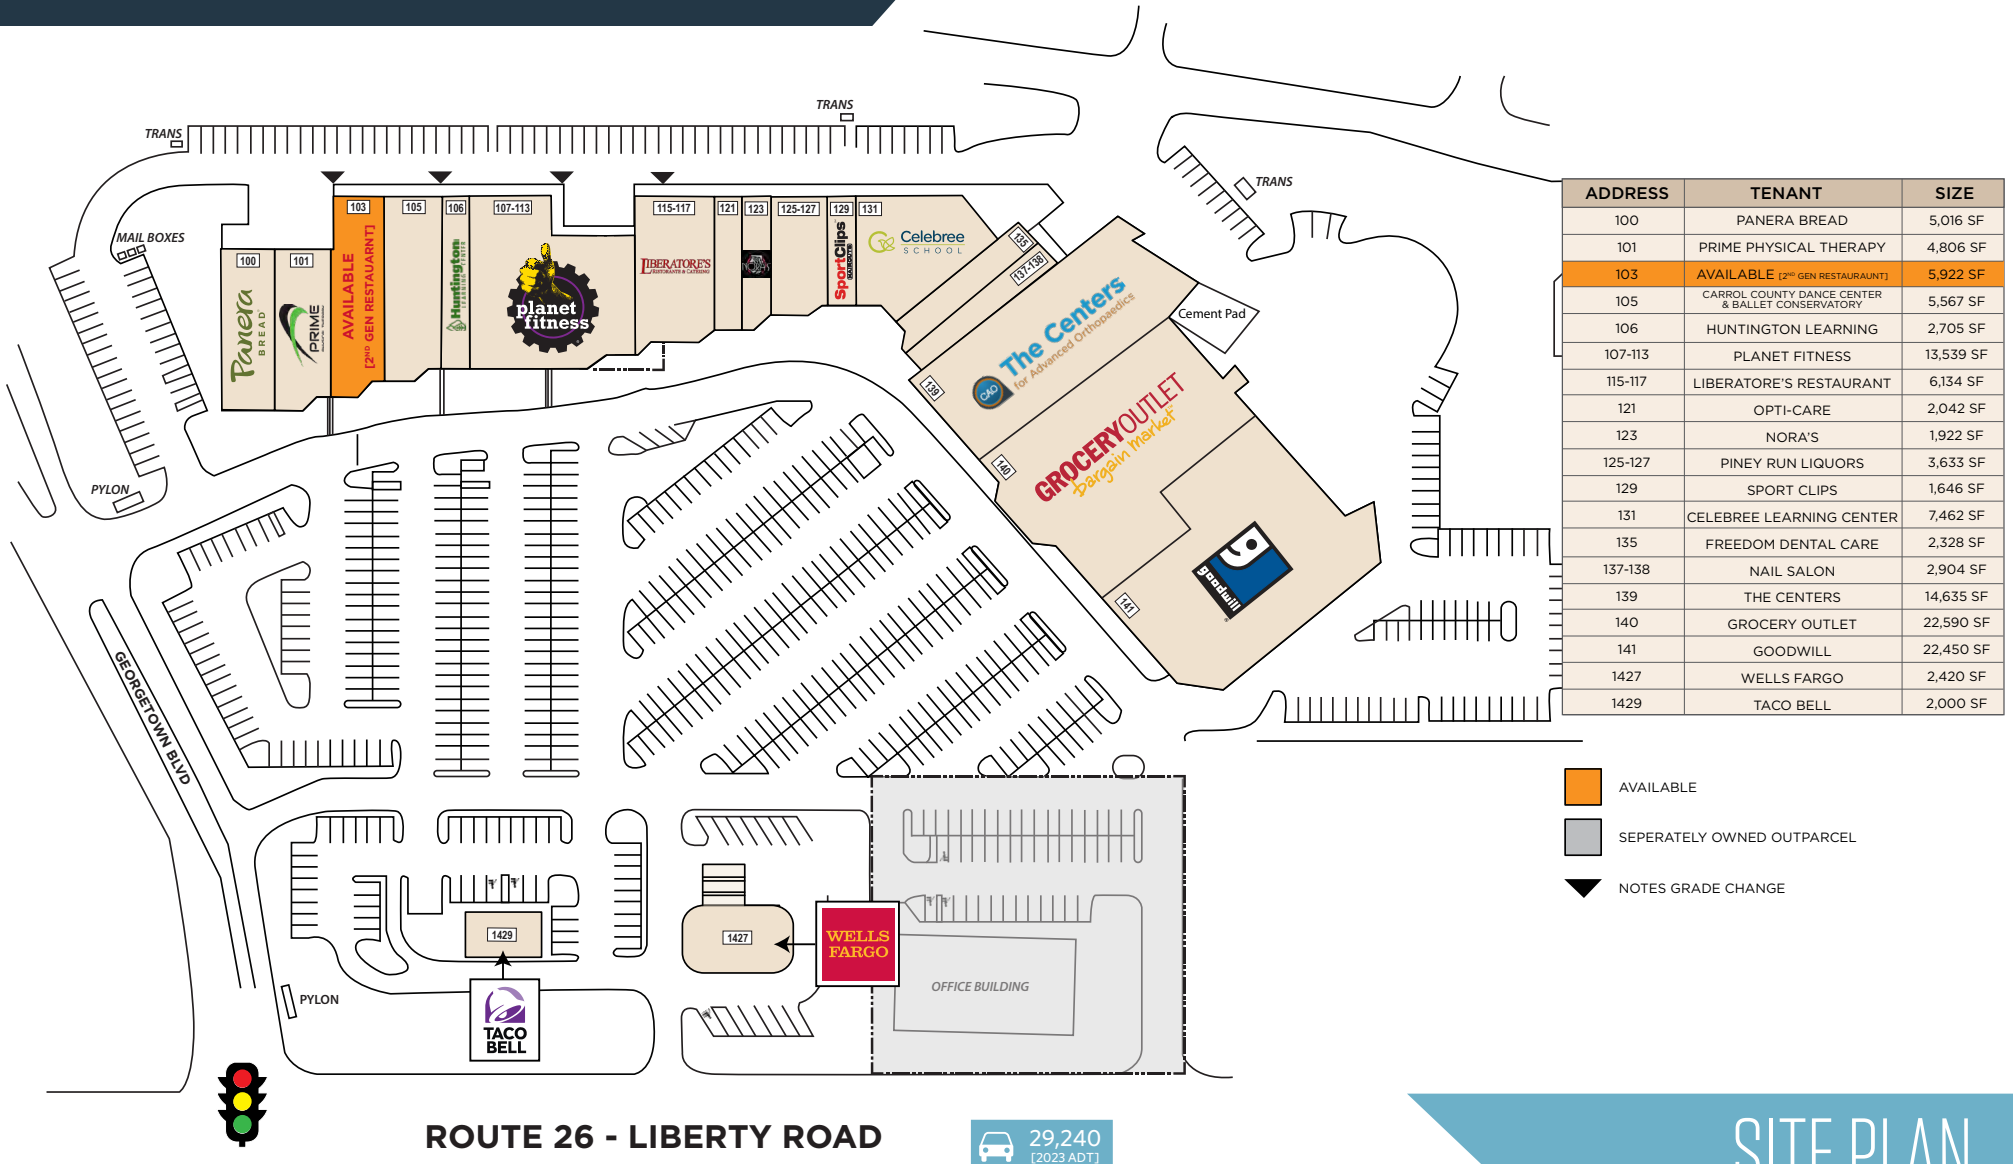 TRANS
TRANS
TRANS
MAIL BOXES
PYLON
100
101
103
105
106
107-113
115-117
121
123
125-127
129
131
135
137-138
139
140
141
Panera
BREAD
PRIME
AVAILABLE
[2ND GEN RESTAUARNT]
Huntington
LEARNING CENTER
planet
fitness
LIBERATORE'S
RISTORANTE & CATERING
NORA'S
SportClips
HAIRCUTS
Celebree
SCHOOL
CAO
The Centers
for Advanced Orthopaedics
Cement Pad
GROCERY OUTLET
bargain market
goodwill
GEORGETOWN BLVD
1429
TACO
BELL
1427
WELLS
FARGO
OFFICE BUILDING
PYLON
ADDRESS TENANT SIZE
100 PANERA BREAD 5,016 SF
101 PRIME PHYSICAL THERAPY 4,806 SF
103 AVAILABLE [2ND GEN RESTAURAUNT] 5,922 SF
105 CARROL COUNTY DANCE CENTER & BALLET CONSERVATORY 5,567 SF
106 HUNTINGTON LEARNING 2,705 SF
107-113 PLANET FITNESS 13,539 SF
115-117 LIBERATORE'S RESTAURANT 6,134 SF
121 OPTI-CARE 2,042 SF
123 NORA'S 1,922 SF
125-127 PINEY RUN LIQUORS 3,633 SF
129 SPORT CLIPS 1,646 SF
131 CELEBREE LEARNING CENTER 7,462 SF
135 FREEDOM DENTAL CARE 2,328 SF
137-138 NAIL SALON 2,904 SF
139 THE CENTERS 14,635 SF
140 GROCERY OUTLET 22,590 SF
141 GOODWILL 22,450 SF
1427 WELLS FARGO 2,420 SF
1429 TACO BELL 2,000 SF
AVAILABLE
SEPERATELY OWNED OUTPARCEL
NOTES GRADE CHANGE
ROUTE 26 - LIBERTY ROAD
29,240
[2023 ADT]
SITE PLAN